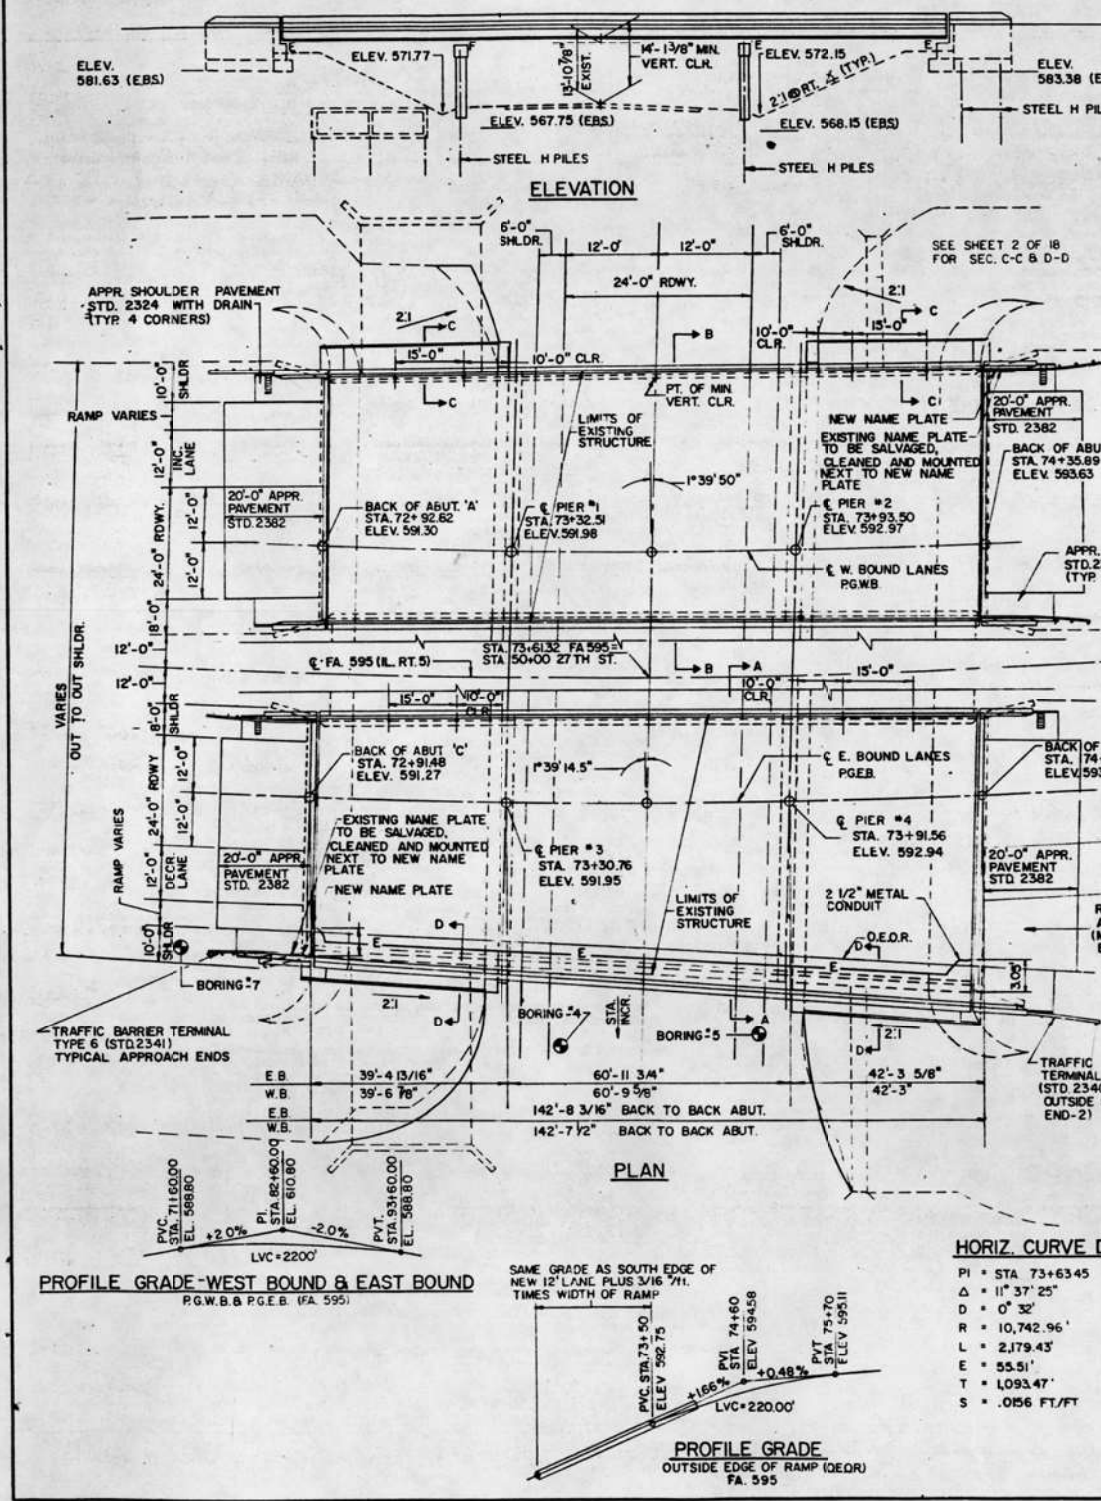 ELEV.
581.63 (EBS)
ELEV. 571.77
E
F
13'-10 7/8"
EXIST.
14'-1 3/8" MIN.
VERT. CLR.
E
ELEV. 572.15
2:1 @ RT. ∡ (TYP.)
E
ELEV.
583.38 (E
STEEL H PIL
ELEV. 567.75 (EBS)
ELEV. 568.15 (EBS)
STEEL H PILES
STEEL H PILES
ELEVATION
6'-0"
SHLDR.
12'-0"
12'-0"
6'-0"
SHLDR.
24'-0" RDWY.
SEE SHEET 2 OF 18
FOR SEC. C-C & D-D
APPR. SHOULDER PAVEMENT
STD. 2324 WITH DRAIN
(TYP. 4 CORNERS)
2:1
C
B
2:1
10'-0"
CLR.
15'-0"
C
15'-0"
10'-0" CLR.
C
PT. OF MIN.
VERT. CLR.
C
10'-0"
SHLDR
RAMP VARIES
12'-0"
INC.
LANE
24'-0" RDWY.
12'-0"
12'-0"
20'-0" APPR.
PAVEMENT
STD. 2382
LIMITS OF
EXISTING
STRUCTURE
NEW NAME PLATE
EXISTING NAME PLATE
TO BE SALVAGED,
CLEANED AND MOUNTED
NEXT TO NEW NAME
PLATE
20'-0" APPR.
PAVEMENT
STD. 2382
BACK OF ABU
STA. 74+35.89
ELEV. 593.63
BACK OF ABUT. 'A'
STA. 72+92.82
ELEV. 591.30
℄ PIER #1
STA. 73+32.51
ELEV. 591.98
1°39'50"
℄ PIER #2
STA. 73+93.50
ELEV. 592.97
℄ W. BOUND LANES
P.G.W.B.
APPR.
STD. 2
(TYP.
18'-0"
12'-0"
12'-0"
8'-0"
SHLDR
VARIES
OUT TO OUT SHLDR.
℄ FA. 595 (IL. RT. 5)
STA. 73+61.32 FA 595=
STA. 50+00 27TH ST.
B
A
15'-0"
10'-0"
CLR.
10'-0"
CLR.
15'-0"
24'-0" RDWY
12'-0"
12'-0"
BACK OF ABUT 'C'
STA. 72+91.48
ELEV. 591.27
1°39'14.5"
℄ E. BOUND LANES
P.G.E.B.
BACK OF
STA. 74+
ELEV. 593
EXISTING NAME PLATE
TO BE SALVAGED,
CLEANED AND MOUNTED
NEXT TO NEW NAME
PLATE
NEW NAME PLATE
℄ PIER #3
STA. 73+30.76
ELEV. 591.95
℄ PIER #4
STA. 73+91.56
ELEV. 592.94
RAMP VARIES
12'-0"
DECR.
LANE
20'-0" APPR.
PAVEMENT
STD. 2382
20'-0" APPR.
PAVEMENT
STD. 2382
10'-0"
SHLDR
LIMITS OF
EXISTING
STRUCTURE
2 1/2" METAL
CONDUIT
D
E
E
O.E.O.R.
D
E
3.05'
BORING #7
2:1
D
BORING #4
STA.
INCR.
BORING #5
A
2:1
D
TRAFFIC BARRIER TERMINAL
TYPE 6 (STD. 2341)
TYPICAL APPROACH ENDS
TRAFFIC
TERMINAL
(STD. 234
OUTSIDE
END-2)
E.B.
39'-4 13/16"
60'-11 3/4"
42'-3 5/8"
W.B.
39'-6 7/8"
60'-9 5/8"
42'-3"
E.B.
142'-8 3/16" BACK TO BACK ABUT.
W.B.
142'-7 1/2" BACK TO BACK ABUT.
PLAN
PVC.
STA. 71+60.00
EL. 588.80
PI.
STA. 82+60.00
EL. 610.80
PVT.
STA. 93+60.00
EL. 588.80
+2.0%
-2.0%
LVC=2200'
PROFILE GRADE-WEST BOUND & EAST BOUND
P.G.W.B. & P.G.E.B. (FA. 595)
SAME GRADE AS SOUTH EDGE OF
NEW 12' LANE PLUS 3/16 "/ft.
TIMES WIDTH OF RAMP
PVC. STA. 73+50
ELEV 592.75
PVI
STA 74+60
ELEV 594.58
PVT
STA 75+70
ELEV 595.11
+1.66%
+0.48%
LVC=220.00'
PROFILE GRADE
OUTSIDE EDGE OF RAMP (OEOR)
FA. 595
HORIZ. CURVE D
PI = STA 73+63.45
Δ = 11° 37' 25"
D = 0° 32'
R = 10,742.96'
L = 2,179.43'
E = 55.51'
T = 1,093.47'
S = .0156 FT./FT